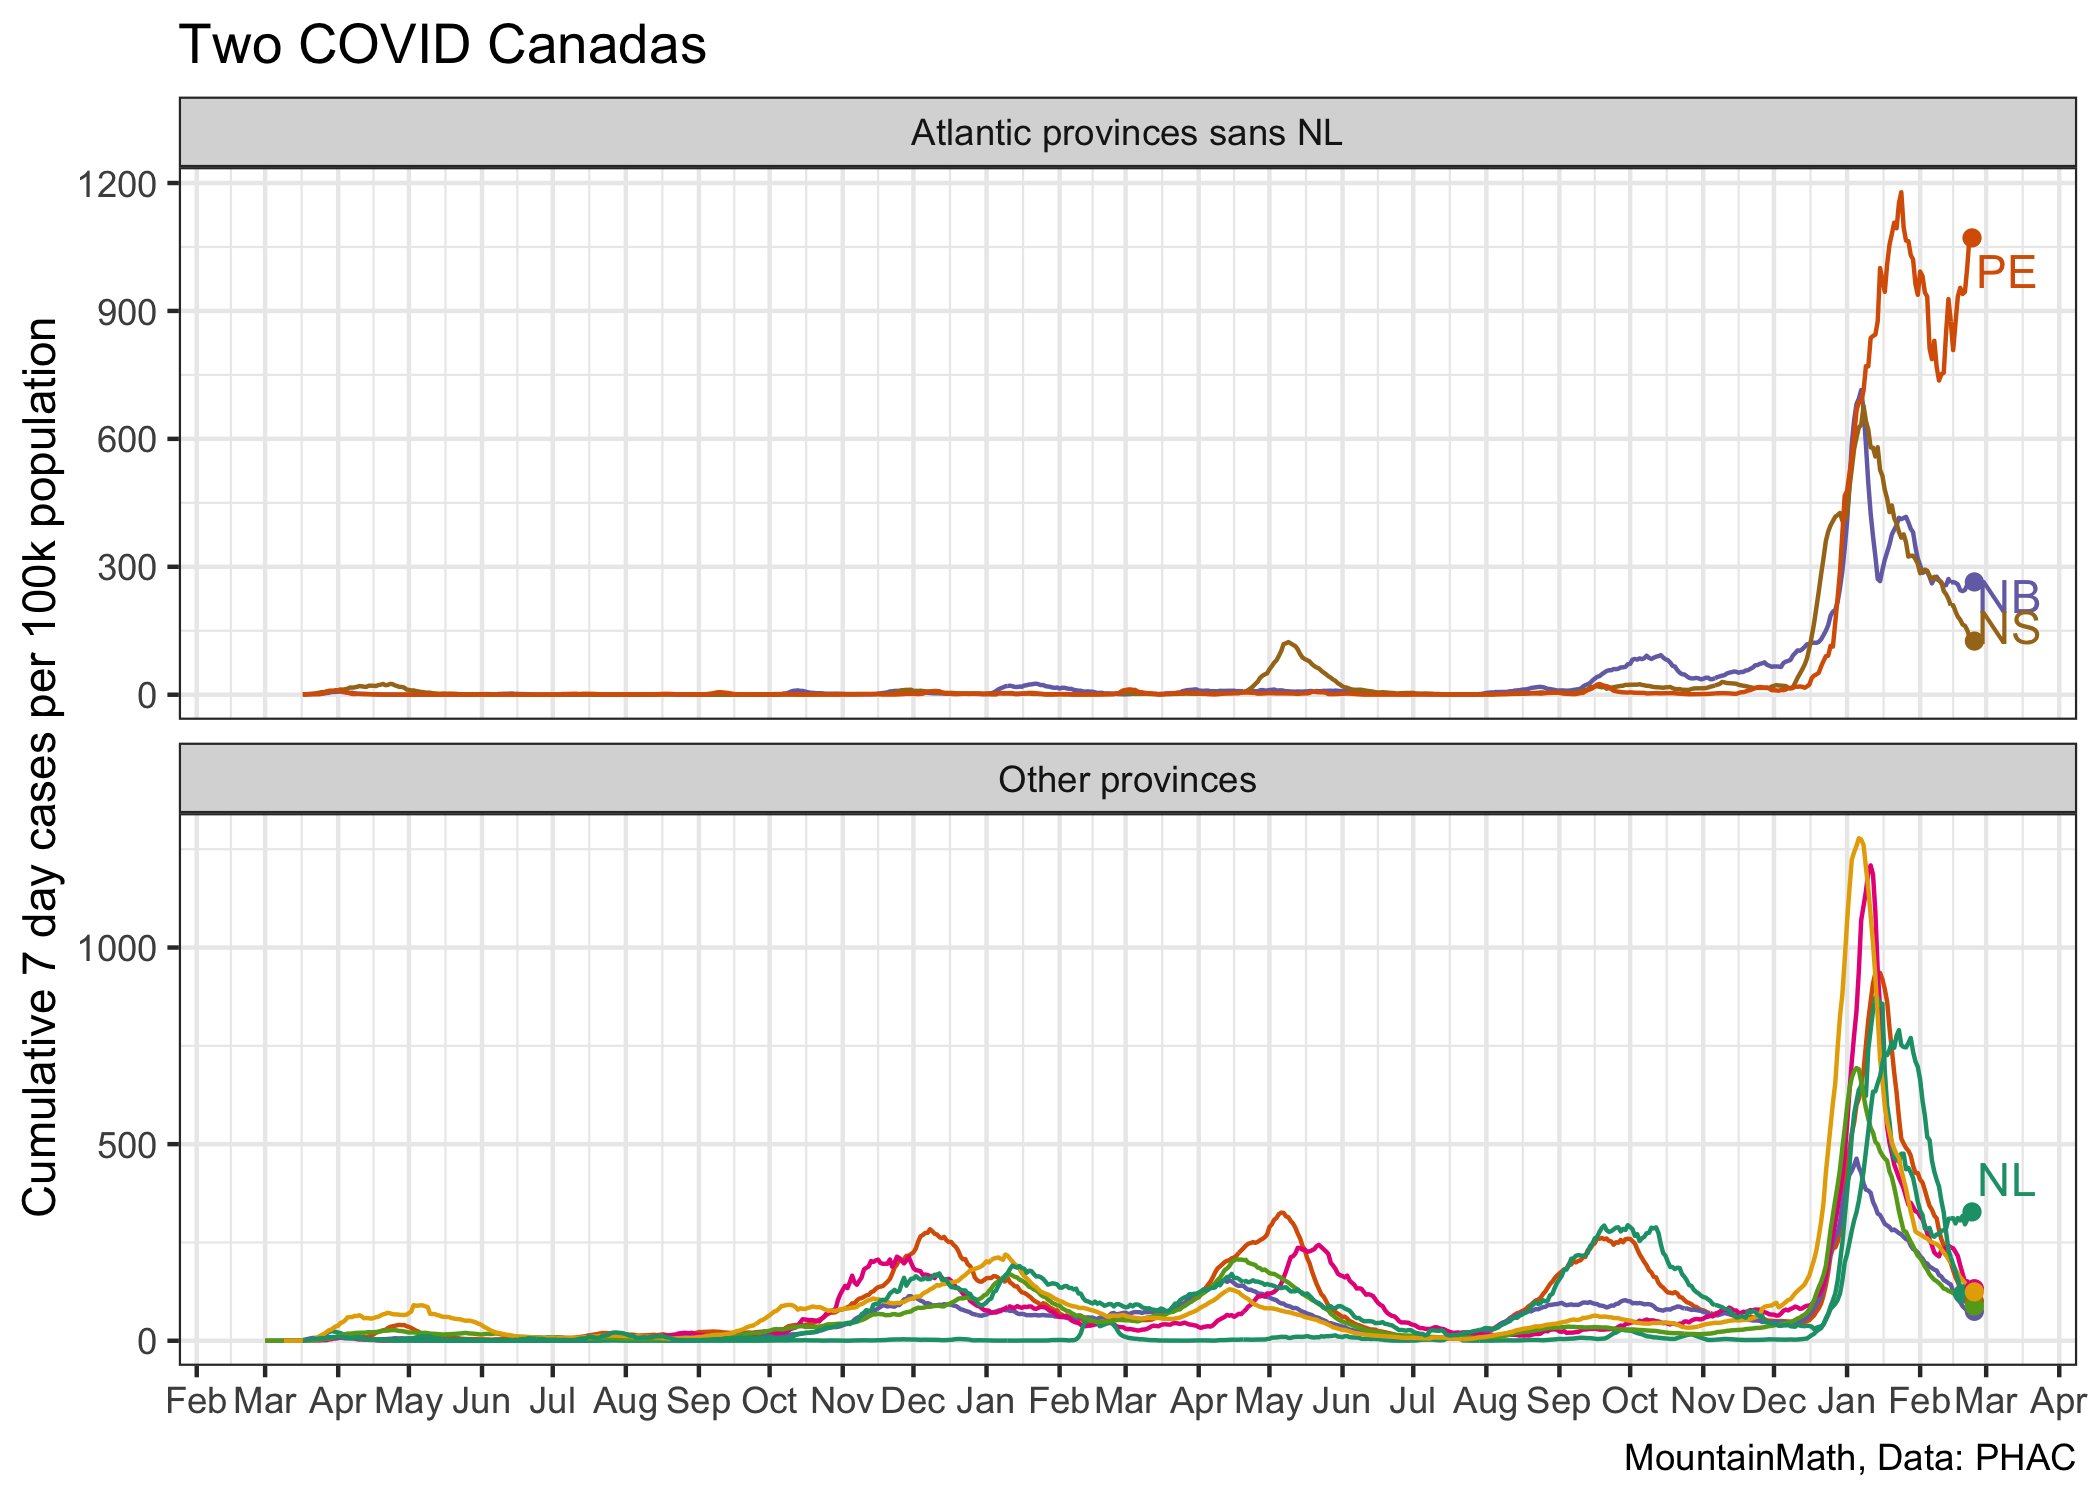 Two COVID Canadas
Atlantic provinces sans NL
1200
900
600
300
0
PE
NB
NS
Cumulative 7 day cases per 100k population
Other provinces
1000
500
0
NL
Feb Mar Apr May Jun Jul Aug Sep Oct Nov Dec Jan Feb Mar Apr May Jun Jul Aug Sep Oct Nov Dec Jan Feb Mar Apr
MountainMath, Data: PHAC